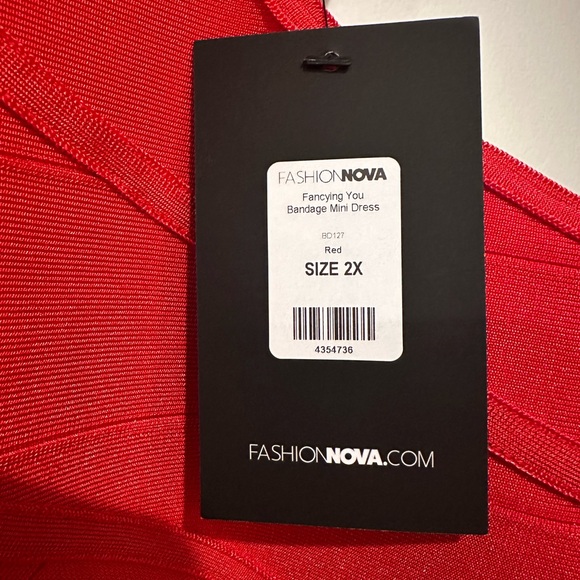 FASHIONNOVA
Fancying You
Bandage Mini Dress
BD127
Red
SIZE 2X
4354736
FASHIONNOVA.COM